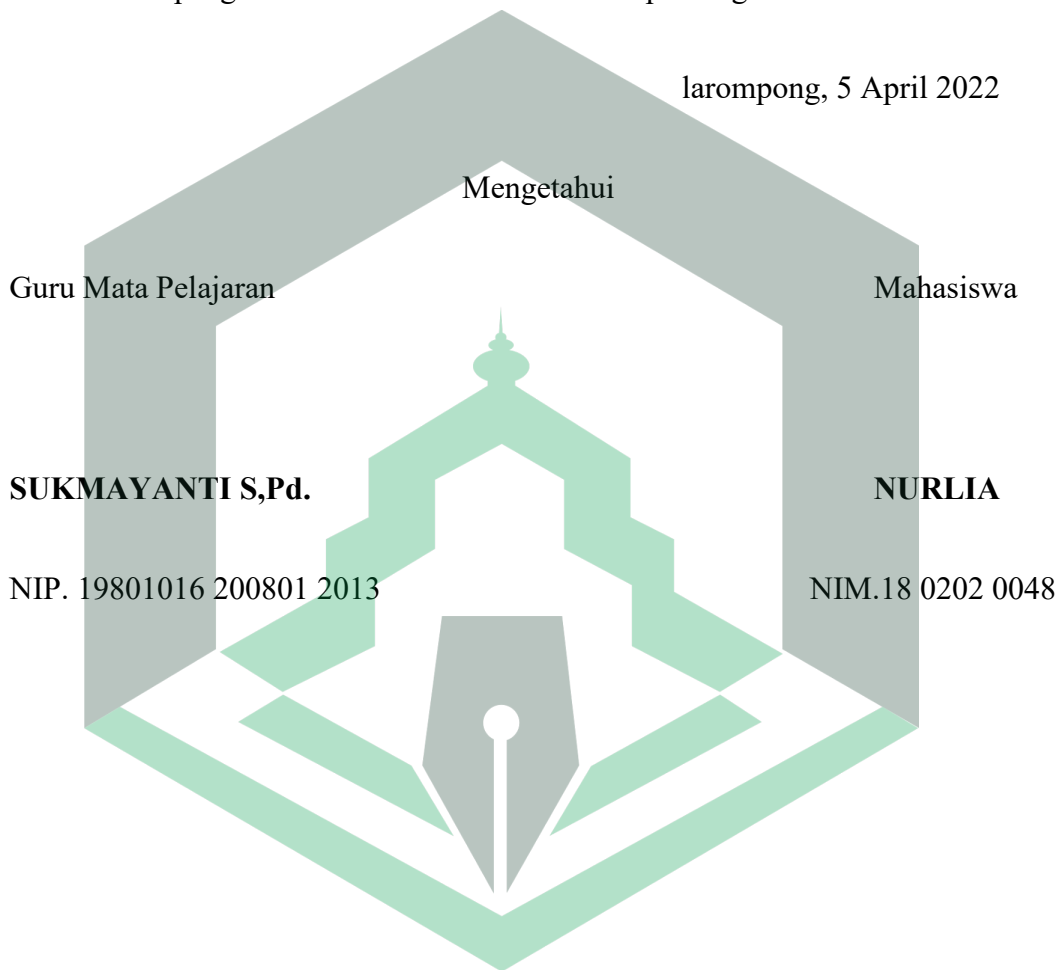 larompong, 5 April 2022
Mengetahui
Guru Mata Pelajaran Mahasiswa
SUKMAYANTI S,Pd. NURLIA
NIP. 19801016 200801 2013 NIM.18 0202 0048